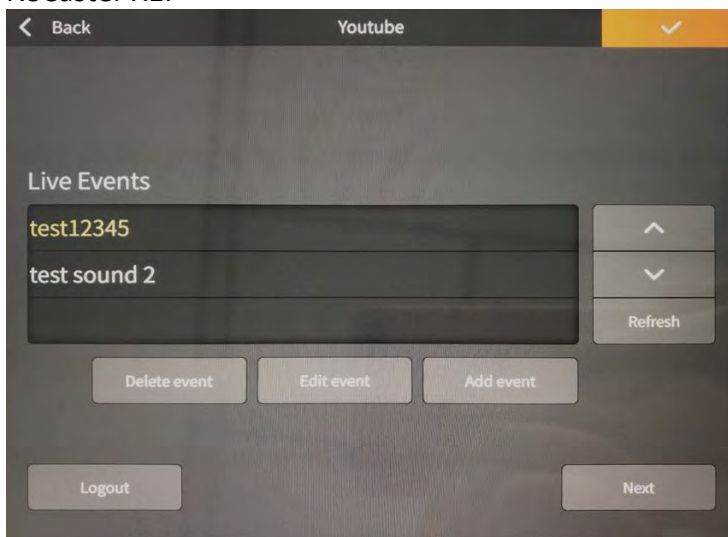 Back
Youtube
Live Events
test12345
test sound 2
Refresh
Delete event
Edit event
Add event
Logout
Next